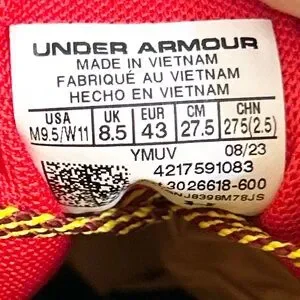 UNDER ARMOUR
MADE IN VIETNAM
FABRIQUÉ AU VIETNAM
HECHO EN VIETNAM
USA UK EUR CM CHN
M9.5/W11 8.5 43 27.5 275(2.5)
YMUV 08/23
4217591083
3026618-600